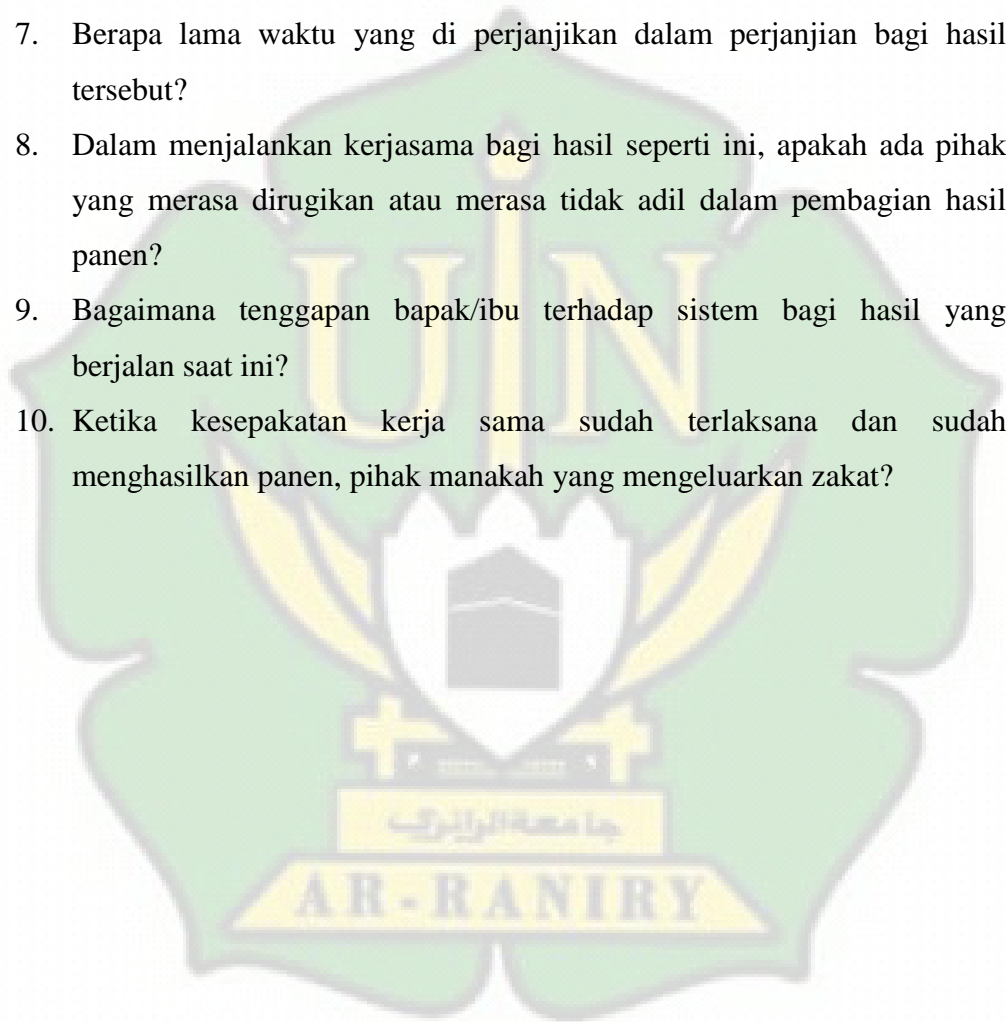 7. Berapa lama waktu yang di perjanjikan dalam perjanjian bagi hasil
tersebut?
8. Dalam menjalankan kerjasama bagi hasil seperti ini, apakah ada pihak
yang merasa dirugikan atau merasa tidak adil dalam pembagian hasil
panen?
9. Bagaimana tenggapan bapak/ibu terhadap sistem bagi hasil yang
berjalan saat ini?
10. Ketika kesepakatan kerja sama sudah terlaksana dan sudah
menghasilkan panen, pihak manakah yang mengeluarkan zakat?
UIN
جامعة الرانري
AR-RANIRY